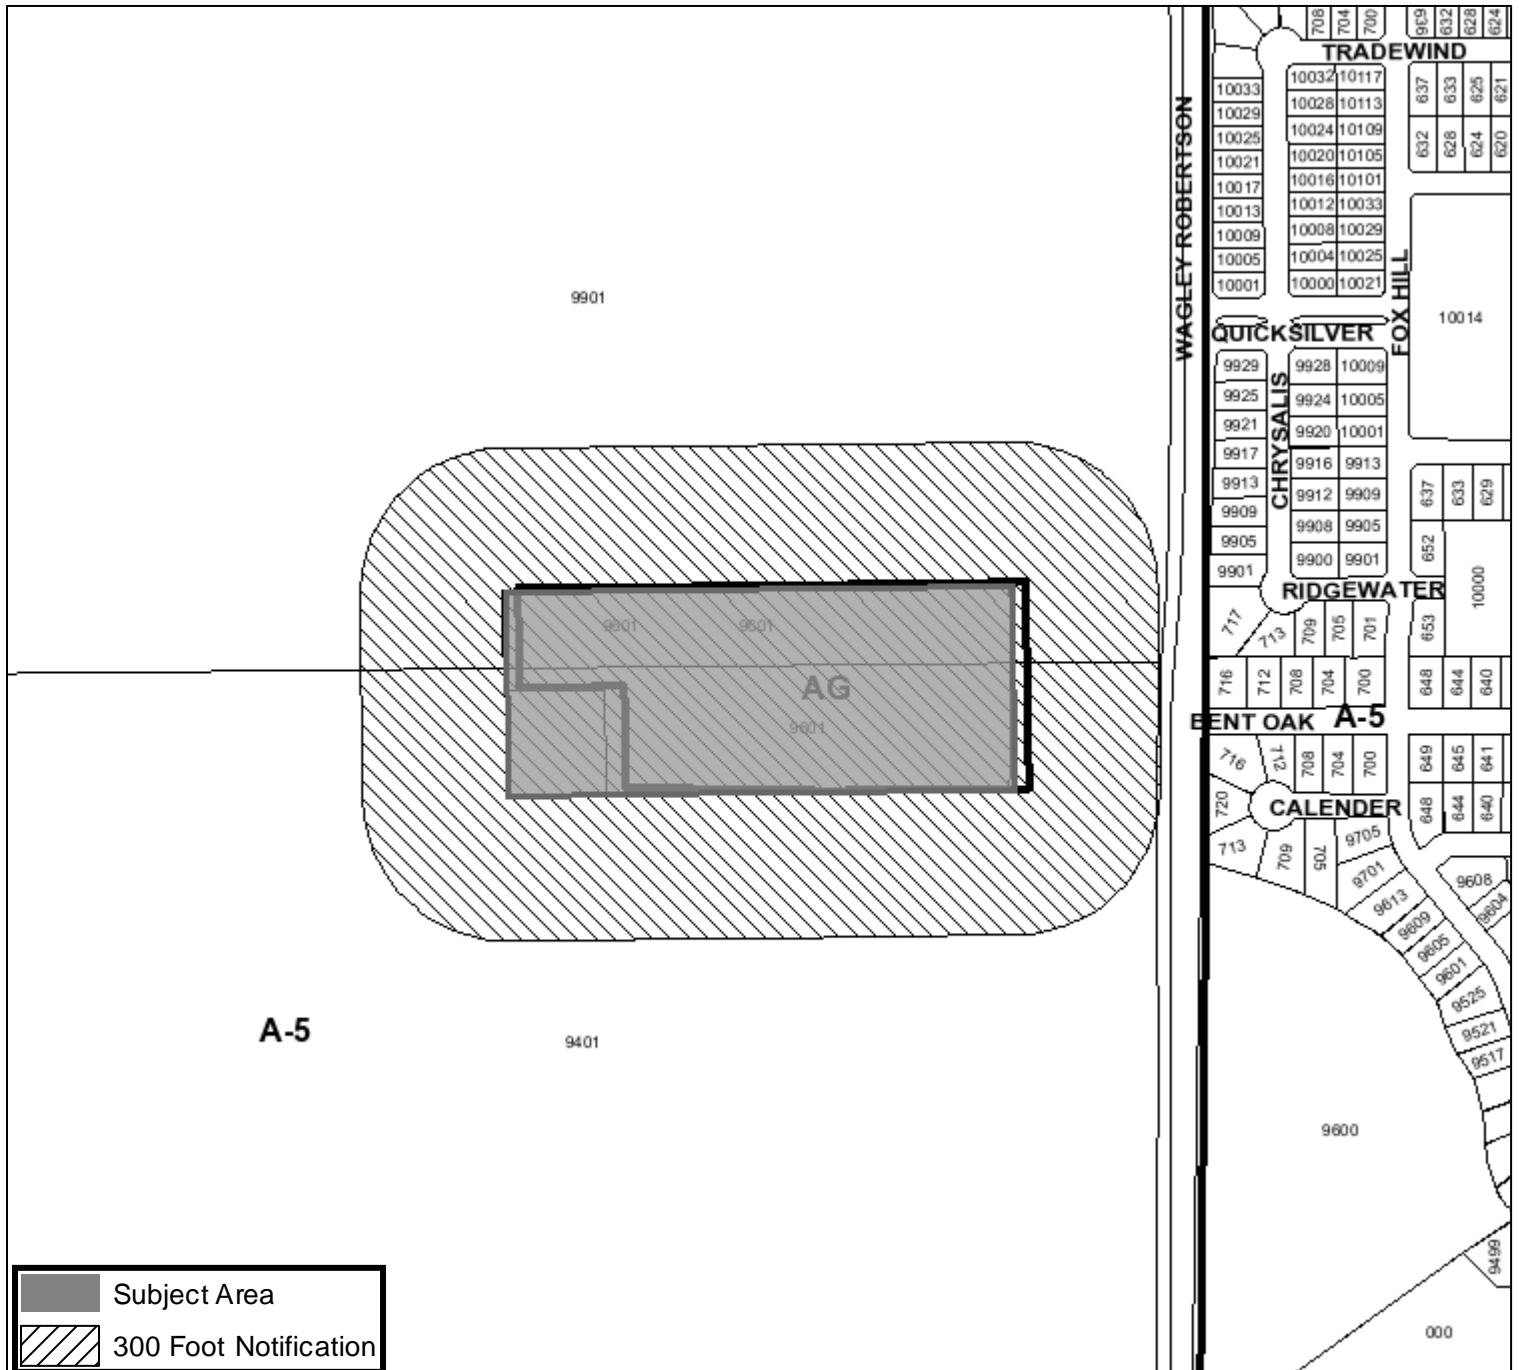 708 704 700 636 632 628 624
TRADEWIND
10032 10117
10033
637 633 625 621
10028 10113
10029
10024 10109
10025
632 628 624 620
10020 10105
10021
10016 10101
10017
10012 10033
10013
10008 10029
10009
10004 10025
10005
10000 10021
10001
WAGLEY ROBERTSON
FOX HILL
9901
10014
QUICKSILVER
9929
9928 10009
9925
9924 10005
CHRYSALIS
9921
9920 10001
9917
9916 9913
9913
9912 9909
637 633 629
9909
9908 9905
9905
652
9900 9901
9901
10000
RIDGEWATER
717 713 709 705 701 653
9601 9601
716 712 708 704 700 648 644 640
AG
BENT OAK A-5
9601
716 712 708 704 700 649 645 641
720
CALENDER
648 644 640
713 709 705 9705
9701
9608
9613
9604
9609
9605
9601
9525
9521
9517
A-5
9401
9600
9499
000
Subject Area
300 Foot Notification